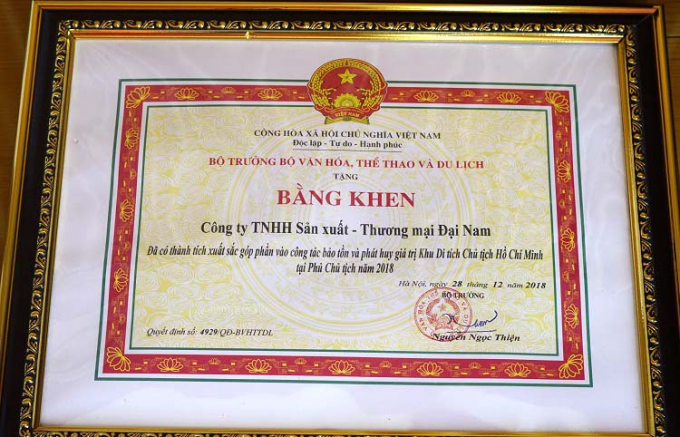 VIỆT NAM
CỘNG HÒA XÃ HỘI CHỦ NGHĨA VIỆT NAM
Độc lập - Tự do - Hạnh phúc
BỘ TRƯỞNG BỘ VĂN HÓA, THỂ THAO VÀ DU LỊCH
TẶNG
BẰNG KHEN
Công ty TNHH Sản xuất - Thương mại Đại Nam
Đã có thành tích xuất sắc góp phần vào công tác bảo tồn và phát huy giá trị Khu Di tích Chủ tịch Hồ Chí Minh
tại Phủ Chủ tịch năm 2018
Hà Nội, ngày 28 tháng 12 năm 2018
BỘ TRƯỞNG
Quyết định số: 4929/QĐ-BVHTTDL
Nguyễn Ngọc Thiện